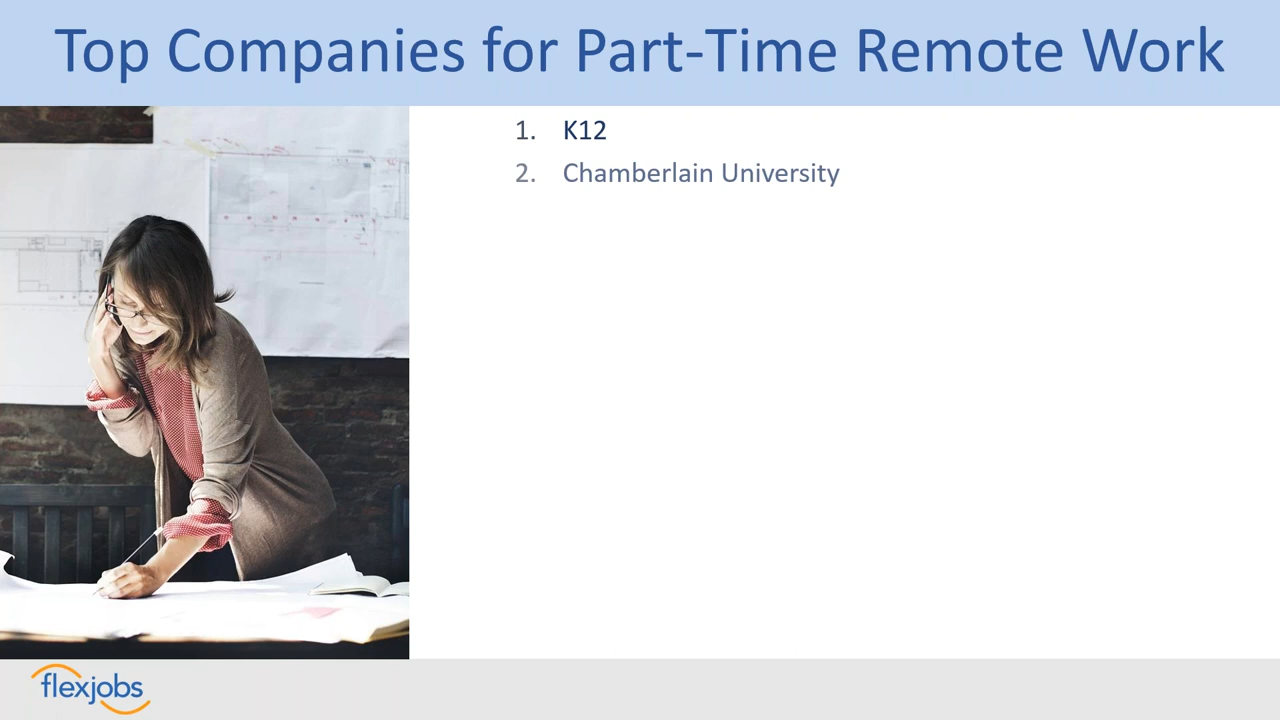 Top Companies for Part-Time Remote Work
1. K12
2. Chamberlain University
flexjobs